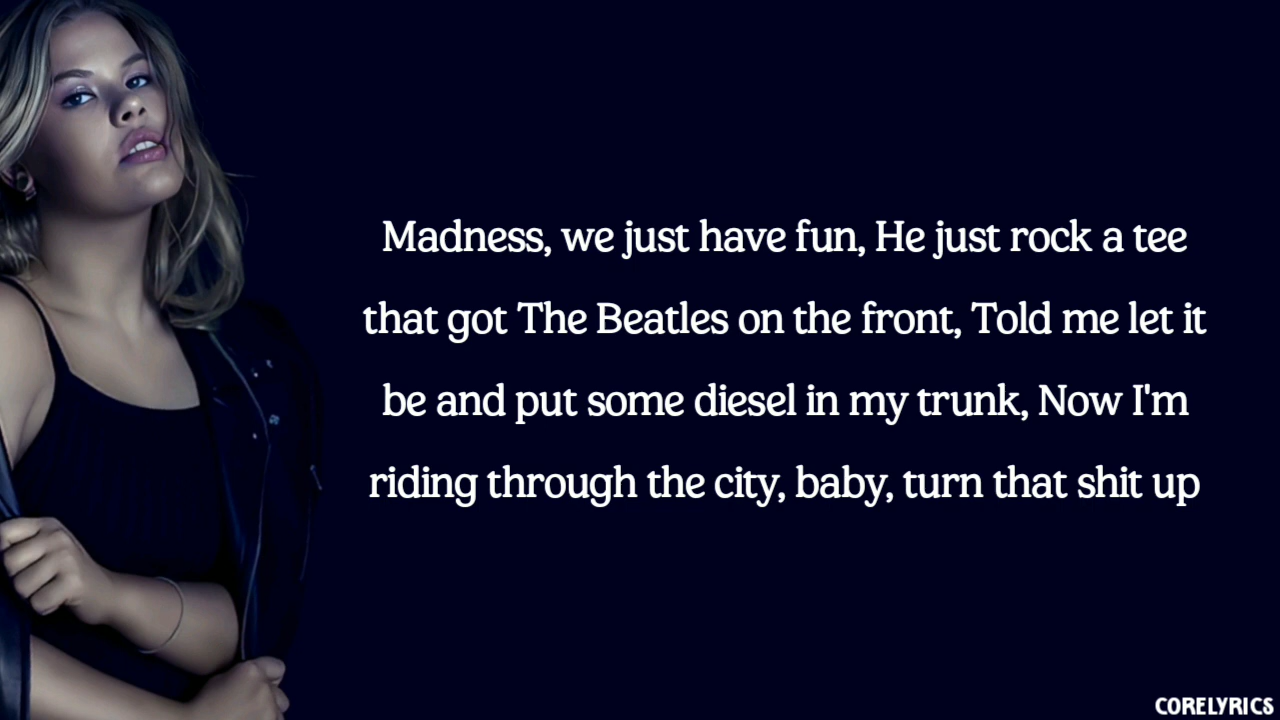 Madness, we just have fun, He just rock a tee
that got The Beatles on the front, Told me let it
be and put some diesel in my trunk, Now I'm
riding through the city, baby, turn that shit up
CORELYRICS